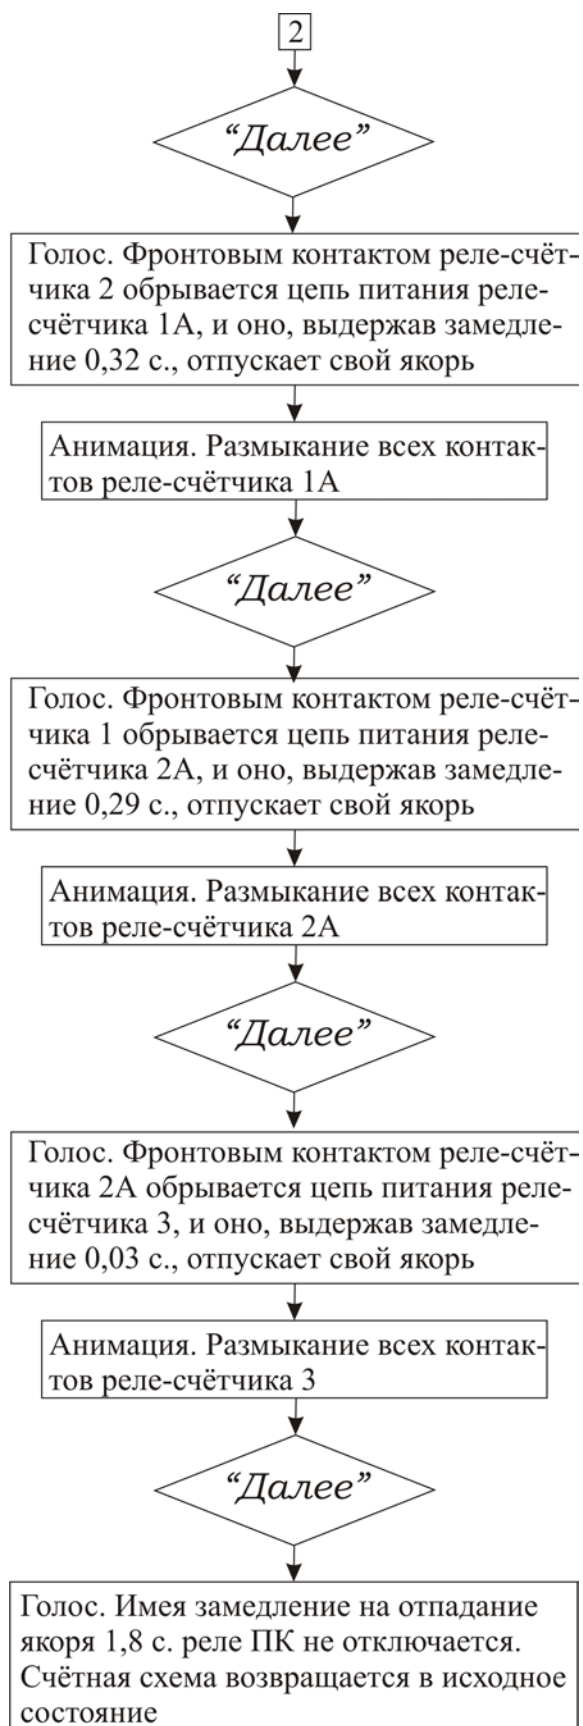 2
“Далее”
Голос. Фронтовым контактом реле-счёт-
чика 2 обрывается цепь питания реле-
счётчика 1А, и оно, выдержав замедле-
ние 0,32 с., отпускает свой якорь
Анимация. Размыкание всех контак-
тов реле-счётчика 1А
“Далее”
Голос. Фронтовым контактом реле-счёт-
чика 1 обрывается цепь питания реле-
счётчика 2А, и оно, выдержав замедле-
ние 0,29 с., отпускает свой якорь
Анимация. Размыкание всех контак-
тов реле-счётчика 2А
“Далее”
Голос. Фронтовым контактом реле-счёт-
чика 2А обрывается цепь питания реле-
счётчика 3, и оно, выдержав замедле-
ние 0,03 с., отпускает свой якорь
Анимация. Размыкание всех контак-
тов реле-счётчика 3
“Далее”
Голос. Имея замедление на отпадание
якоря 1,8 с. реле ПК не отключается.
Счётная схема возвращается в исходное
состояние